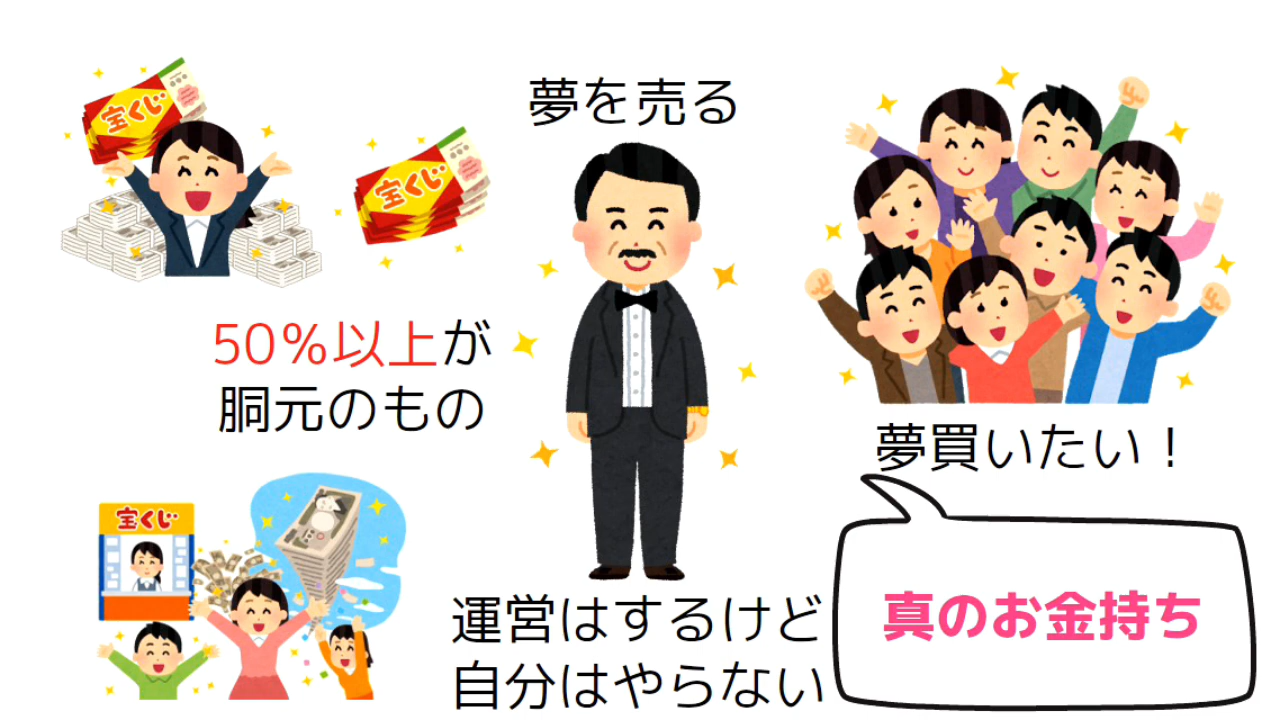 宝くじ
宝くじ
夢を売る
50%以上が
胴元のもの
夢買いたい！
宝くじ
運営はするけど
自分はやらない
真のお金持ち